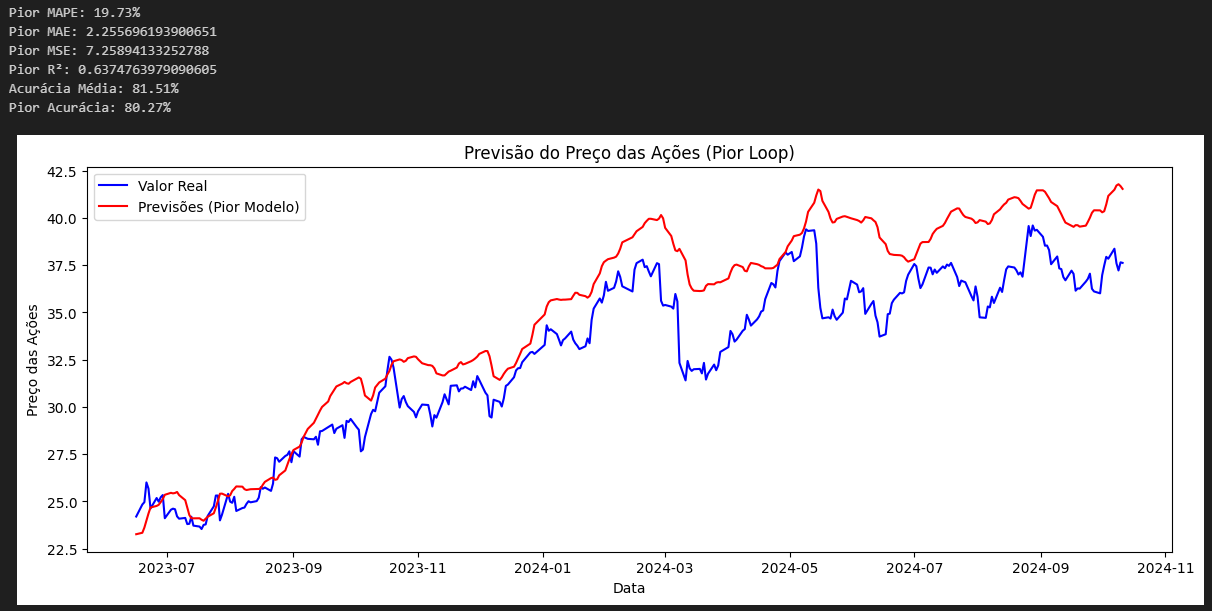 Pior MAPE: 19.73%
Pior MAE: 2.255696193900651
Pior MSE: 7.25894133252788
Pior R²: 0.6374763979090605
Acurácia Média: 81.51%
Pior Acurácia: 80.27%
Previsão do Preço das Ações (Pior Loop)
Valor Real
Previsões (Pior Modelo)
Preço das Ações
42.5
40.0
37.5
35.0
32.5
30.0
27.5
25.0
22.5
2023-07 2023-09 2023-11 2024-01 2024-03 2024-05 2024-07 2024-09 2024-11
Data